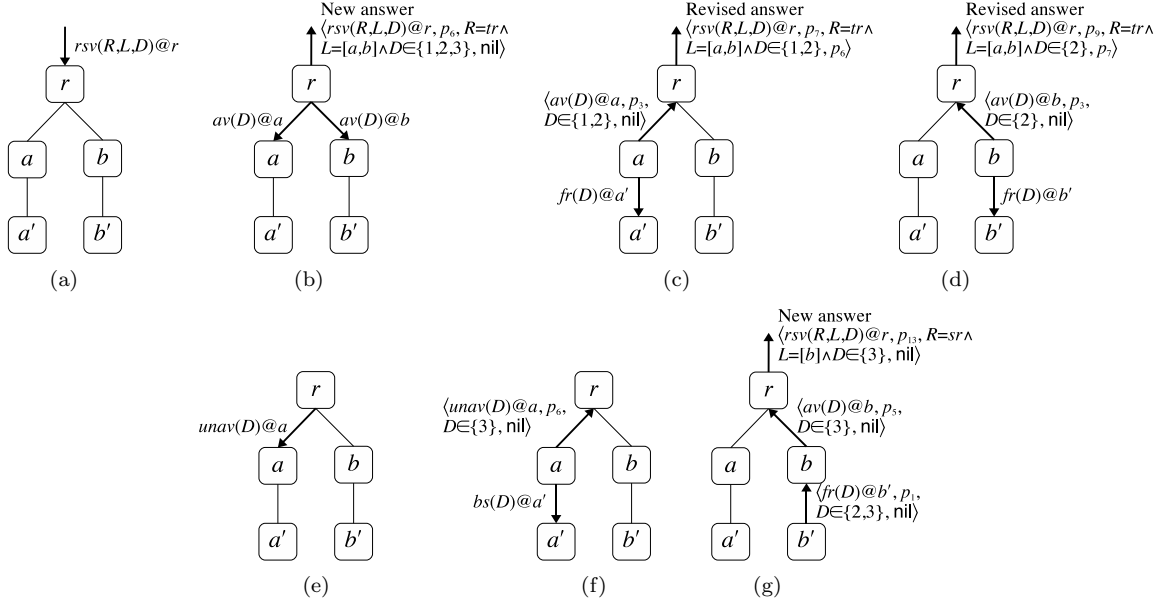 rsv(R,L,D)@r
r
a
b
a'
b'
(a)
New answer
⟨rsv(R,L,D)@r, p₆, R=tr∧
L=[a,b]∧D∈{1,2,3}, nil⟩
r
av(D)@a
av(D)@b
a
b
a'
b'
(b)
Revised answer
⟨rsv(R,L,D)@r, p₇, R=tr∧
L=[a,b]∧D∈{1,2}, p₆⟩
r
⟨av(D)@a, p₃,
D∈{1,2}, nil⟩
a
b
fr(D)@a'
a'
b'
(c)
Revised answer
⟨rsv(R,L,D)@r, p₉, R=tr∧
L=[a,b]∧D∈{2}, p₇⟩
r
⟨av(D)@b, p₃,
D∈{2}, nil⟩
a
b
fr(D)@b'
a'
b'
(d)
r
unav(D)@a
a
b
a'
b'
(e)
r
⟨unav(D)@a, p₆,
D∈{3}, nil⟩
a
b
bs(D)@a'
a'
b'
(f)
New answer
⟨rsv(R,L,D)@r, p₁₃, R=sr∧
L=[b]∧D∈{3}, nil⟩
r
⟨av(D)@b, p₅,
D∈{3}, nil⟩
a
b
⟨fr(D)@b', p₁,
D∈{2,3}, nil⟩
a'
b'
(g)